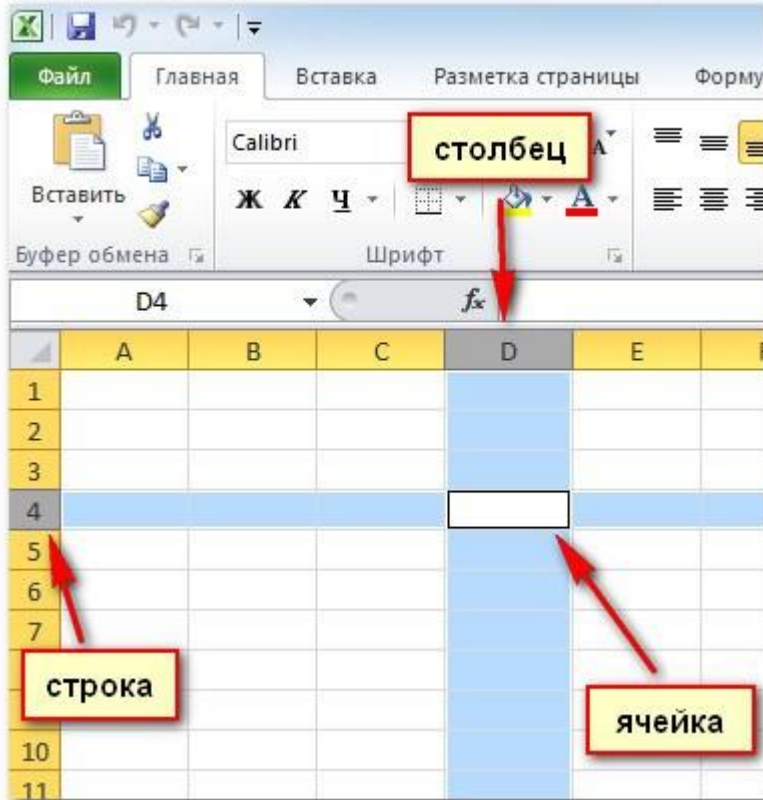 Файл Главная Вставка Разметка страницы Форму
Calibri
столбец
Вставить
Ж К Ч А
Буфер обмена Шрифт
D4 fx
A B C D E
1
2
3
4
5
6
7
строка
ячейка
10
11